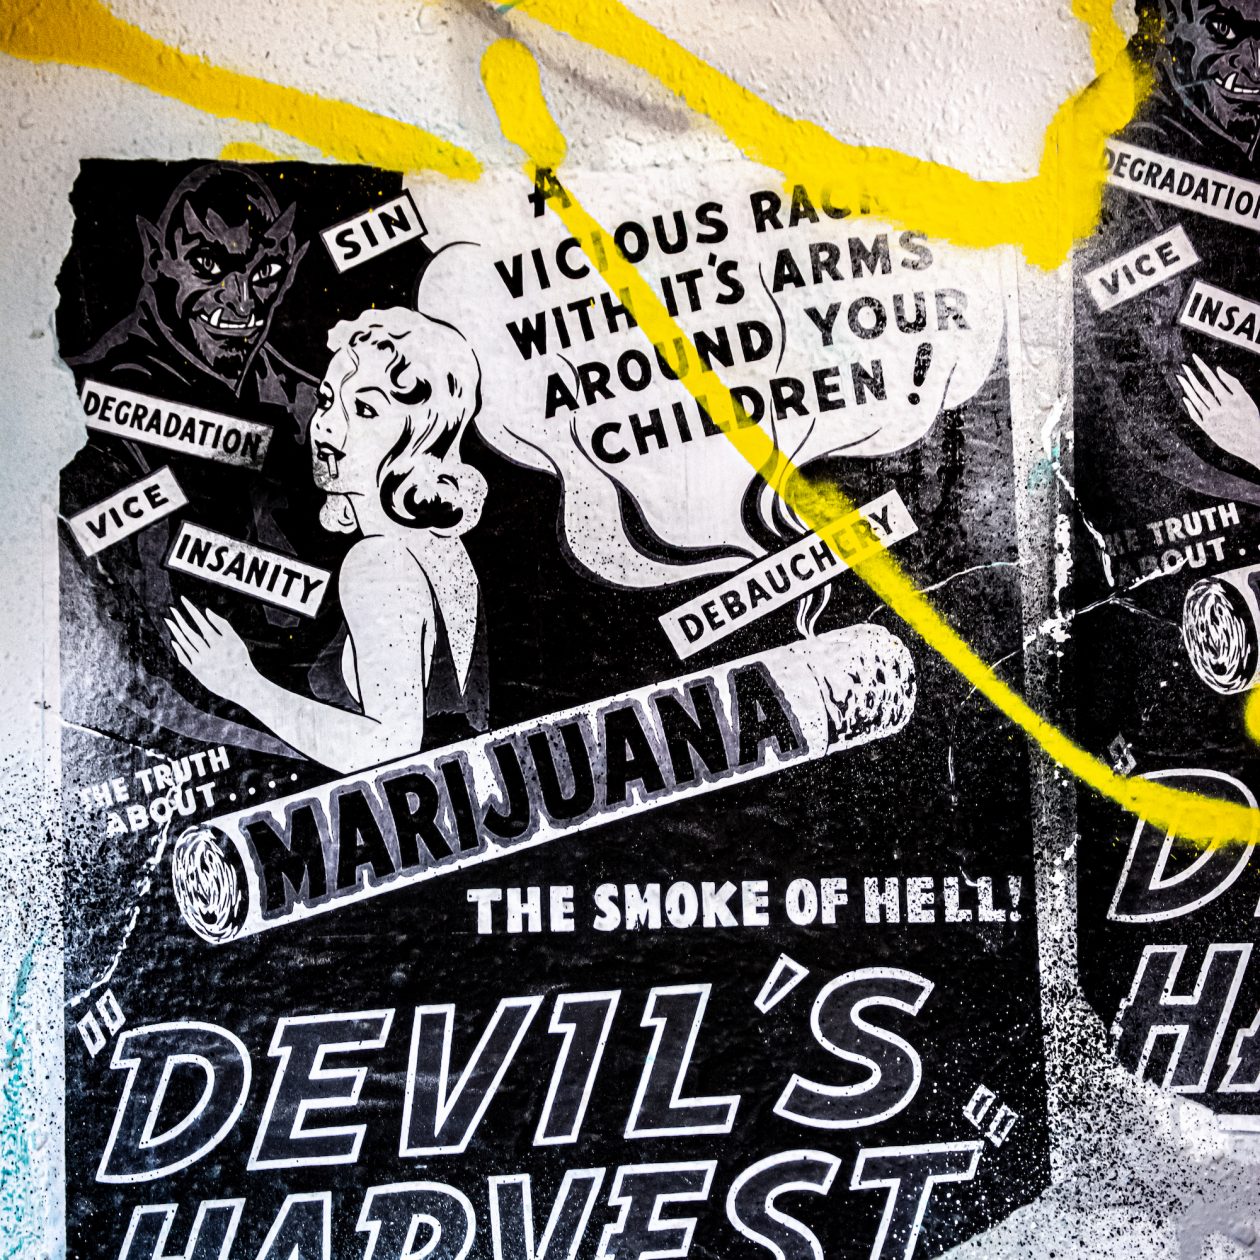 SIN
A
VICIOUS
WITH IT'S ARMS
AROUND YOUR
CHILDREN!
DEGRADATION
VICE
INSANITY
DEBAUCHERY
THE TRUTH
ABOUT....
MARIJUANA
THE SMOKE OF HELL!
"DEVIL'S
HARVEST"
DEGRADATION
VICE
THE TRUTH
ABOUT..